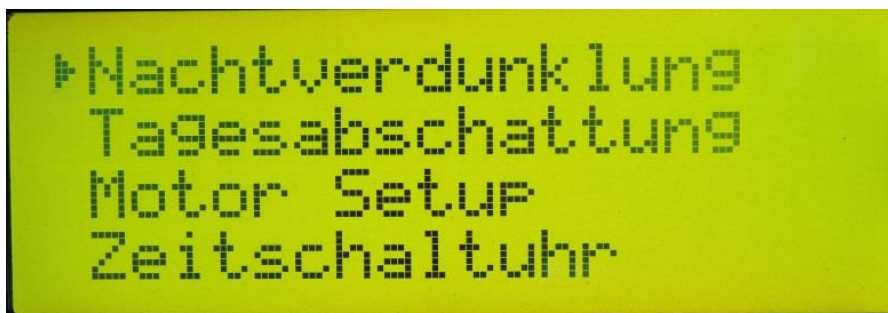 ▸Nachtverdunklung
Tagesabschattung
Motor Setup
Zeitschaltuhr